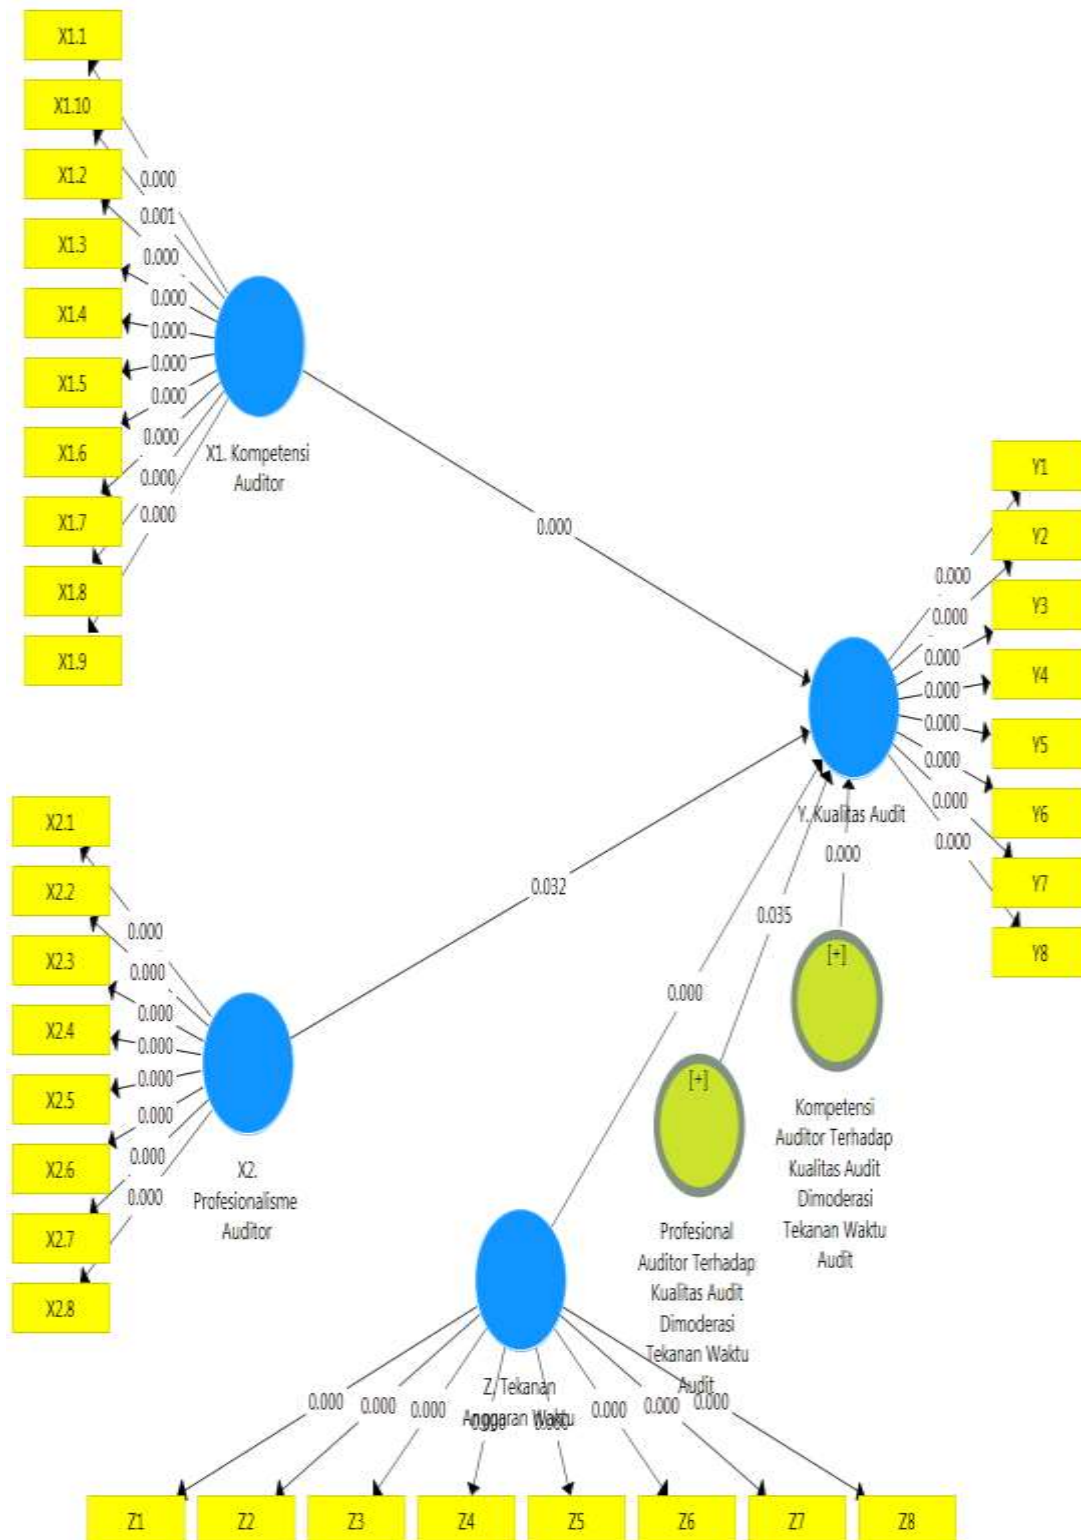 X1.1
X1.10
X1.2
X1.3
X1.4
X1.5
X1.6
X1.7
X1.8
X1.9
0.000
0.001
0.000
0.000
0.000
0.000
0.000
0.000
0.000
0.000
X1. Kompetensi
Auditor
0.000
Y1
Y2
Y3
Y4
Y5
Y6
Y7
Y8
0.000
0.000
0.000
0.000
0.000
0.000
0.000
0.000
Y. Kualitas Audit
X2.1
X2.2
X2.3
X2.4
X2.5
X2.6
X2.7
X2.8
0.000
0.000
0.000
0.000
0.000
0.000
0.000
0.000
X2.
Profesionalisme
Auditor
0.032
0.000
0.035
0.000
[+]
Kompetensi
Auditor Terhadap
Kualitas Audit
Dimoderasi
Tekanan Waktu
Audit
[+]
Profesional
Auditor Terhadap
Kualitas Audit
Dimoderasi
Tekanan Waktu
Audit
Z. Tekanan
Anggaran Waktu
0.000
0.000
0.000
0.000
0.000
0.000
0.000
0.000
Z1
Z2
Z3
Z4
Z5
Z6
Z7
Z8